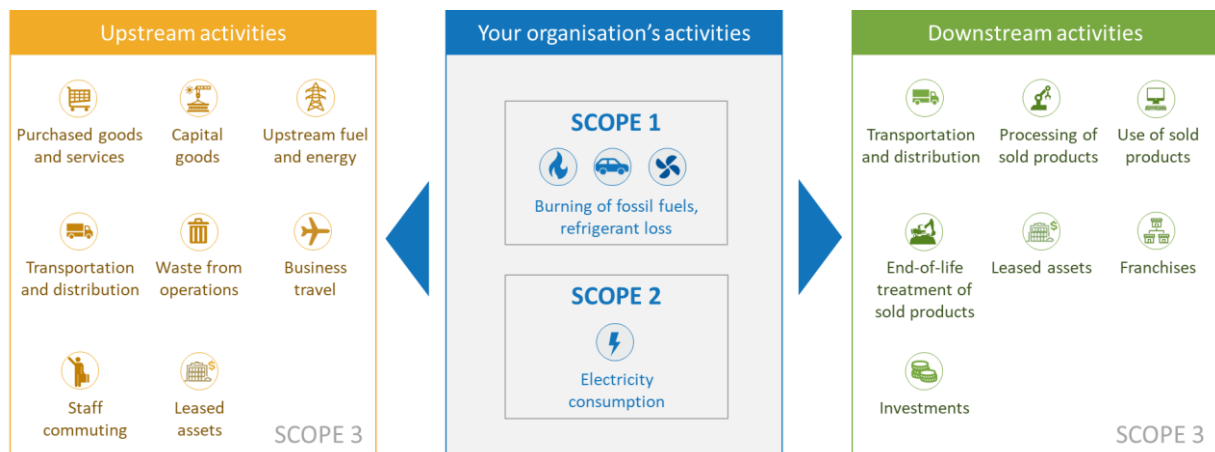 Upstream activities
Purchased goods
and services
Capital
goods
Upstream fuel
and energy
Transportation
and distribution
Waste from
operations
Business
travel
Staff
commuting
Leased
assets
SCOPE 3
Your organisation's activities
SCOPE 1
Burning of fossil fuels,
refrigerant loss
SCOPE 2
Electricity
consumption
Downstream activities
Transportation
and distribution
Processing of
sold products
Use of sold
products
End-of-life
treatment of
sold products
Leased assets
Franchises
Investments
SCOPE 3